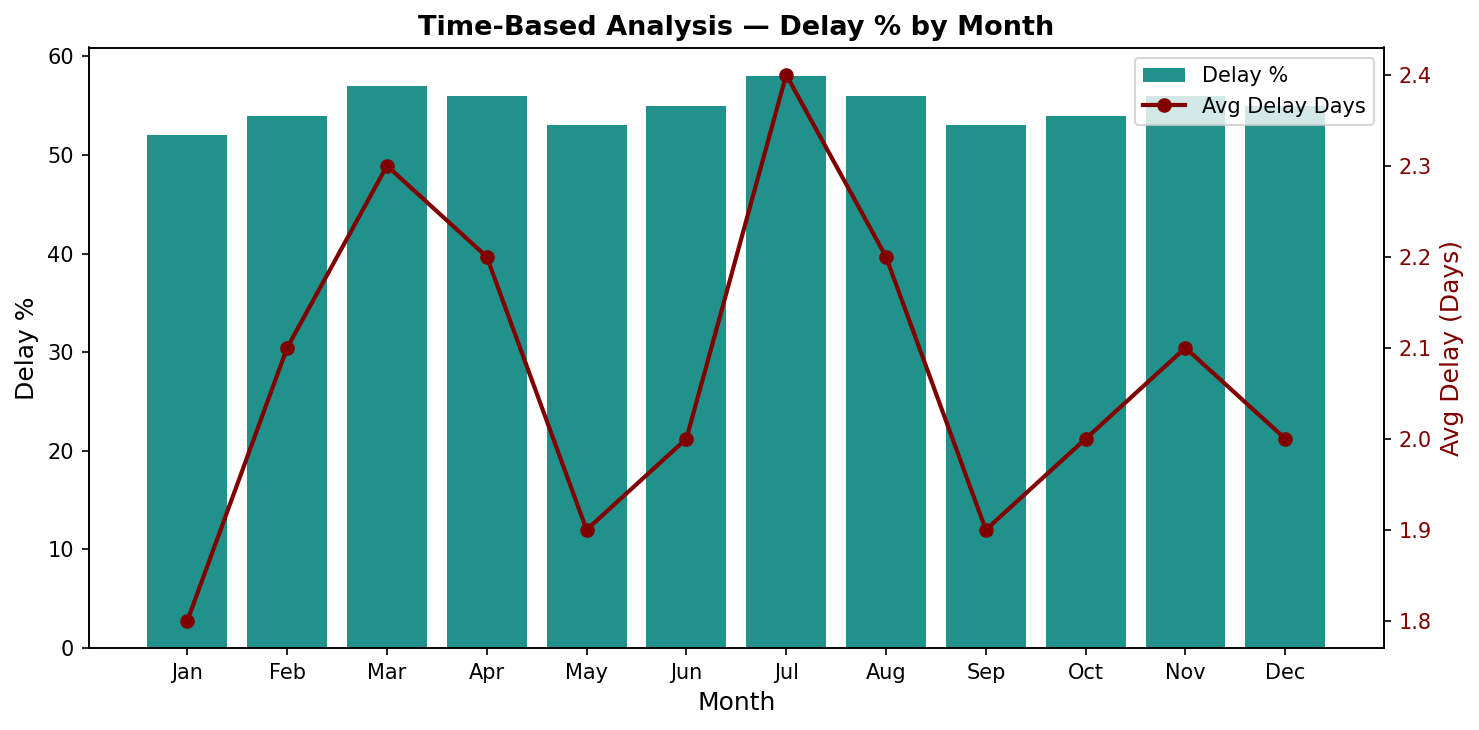 Time-Based Analysis — Delay % by Month
Delay %
Avg Delay Days
60
50
40
30
20
10
0
Delay %
2.4
2.3
2.2
2.1
2.0
1.9
1.8
Avg Delay (Days)
Jan Feb Mar Apr May Jun Jul Aug Sep Oct Nov Dec
Month